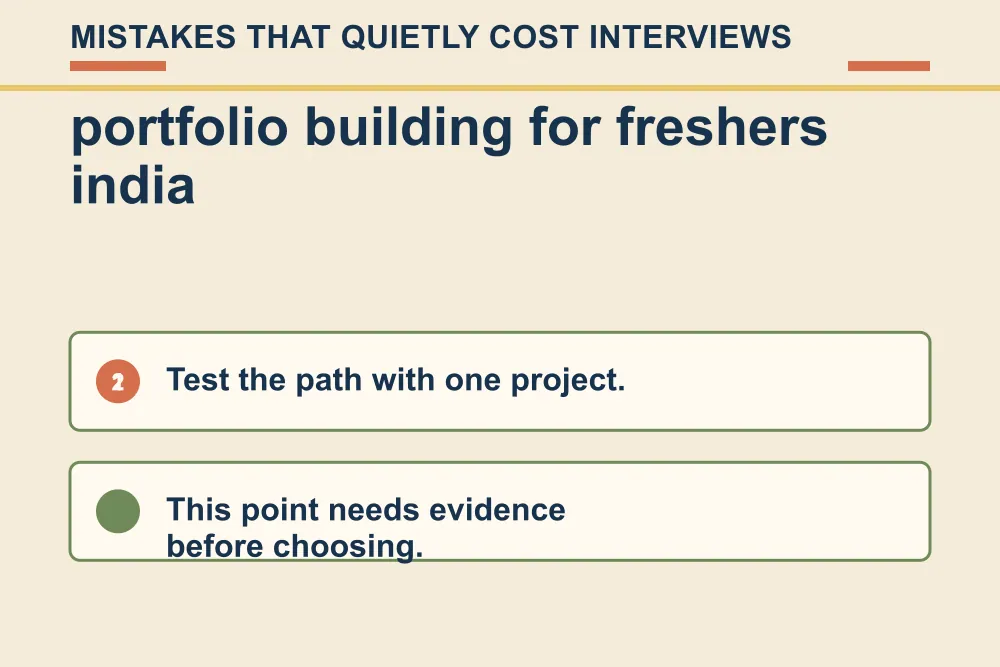 MISTAKES THAT QUIETLY COST INTERVIEWS
portfolio building for freshers
india
2 Test the path with one project.
This point needs evidence
before choosing.